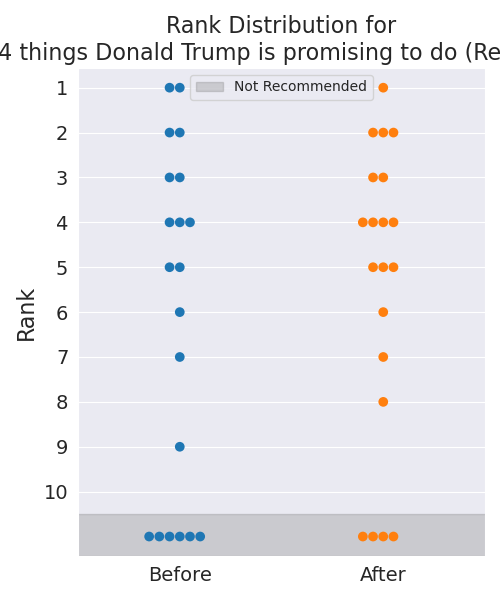 Rank Distribution for
4 things Donald Trump is promising to do (Re
Not Recommended
1
2
3
4
5
6
7
8
9
10
Rank
Before
After